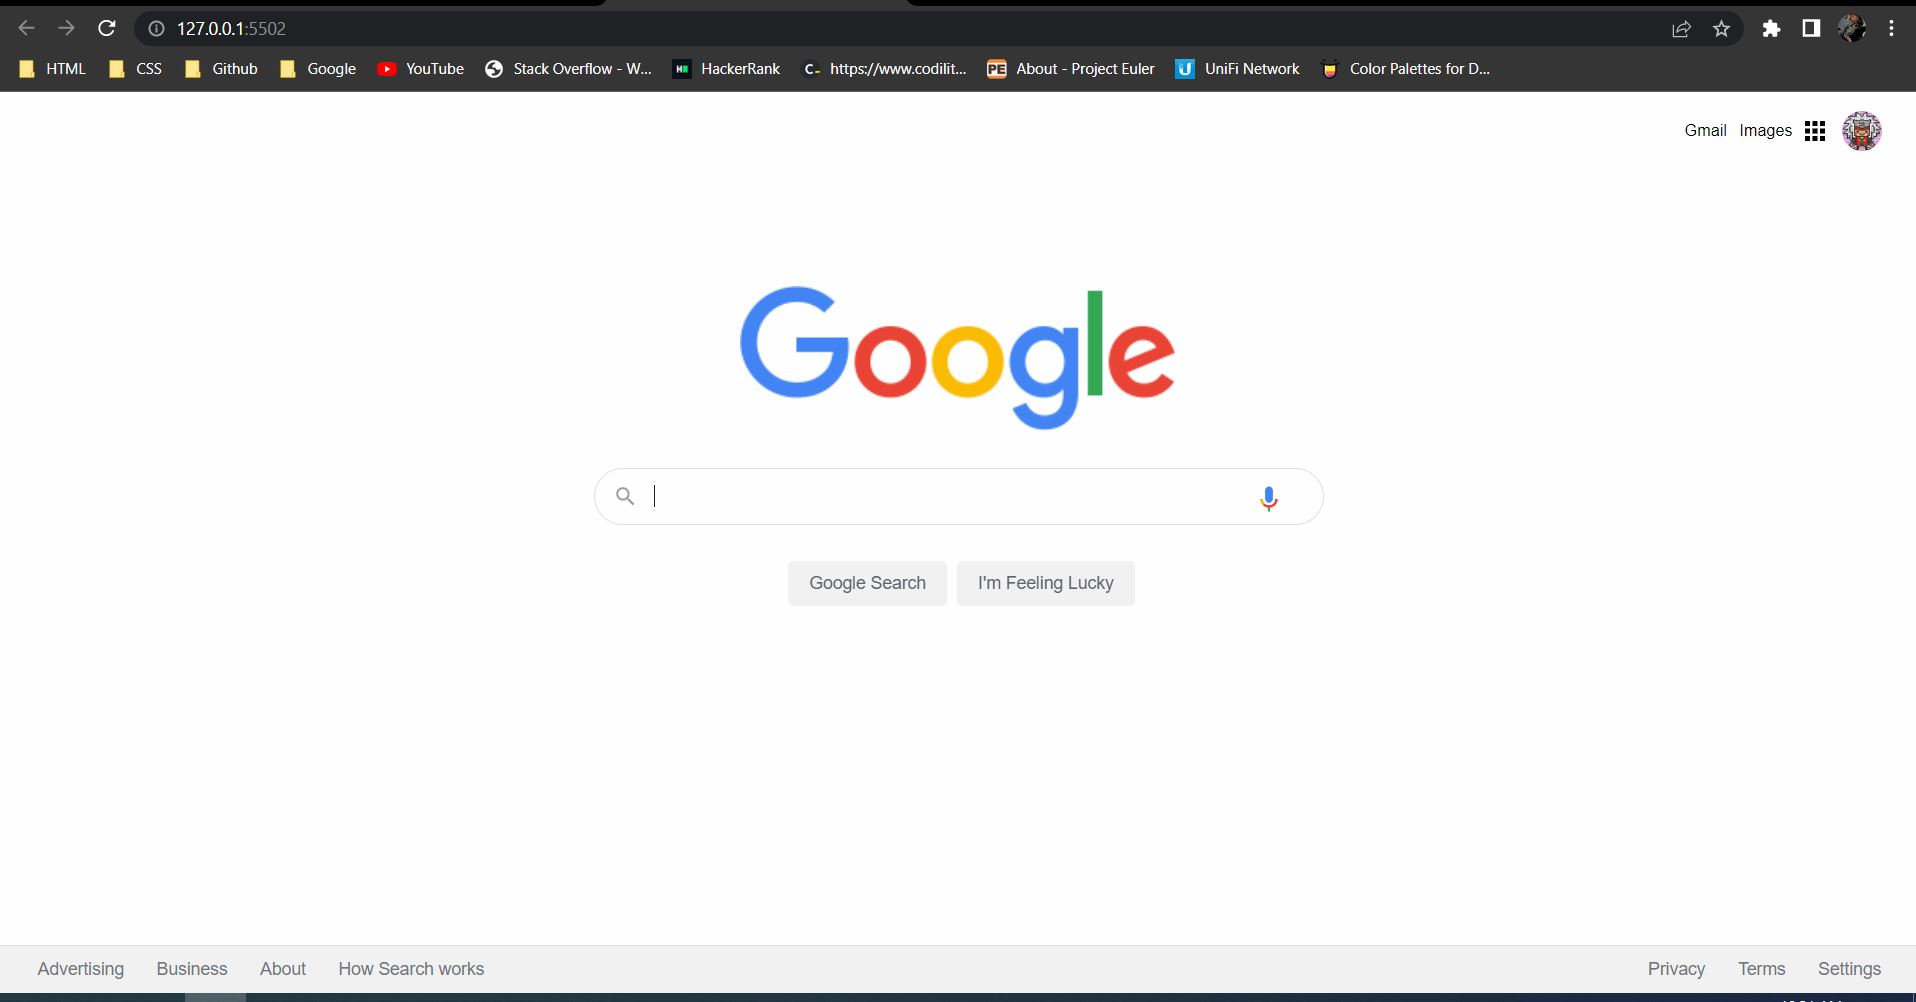 127.0.0.1:5502
HTML CSS Github Google YouTube Stack Overflow - W... HackerRank C- https://www.codilit... PE About - Project Euler U UniFi Network Color Palettes for D...
Gmail Images
Google
Google Search I'm Feeling Lucky
Advertising Business About How Search works Privacy Terms Settings